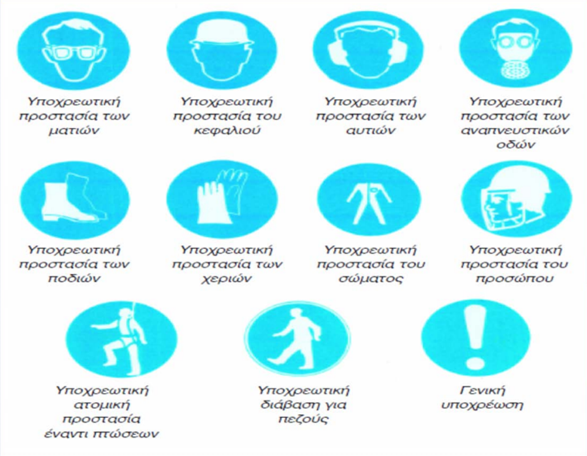 Υποχρεωτική
προστασία των
ματιών
Υποχρεωτική
προστασία του
κεφαλιού
Υποχρεωτική
προστασία των
αυτιών
Υποχρεωτική
προστασία των
αναπνευστικών
οδών
Υποχρεωτική
προστασία των
ποδιών
Υποχρεωτική
προστασία των
χεριών
Υποχρεωτική
προστασία του
σώματος
Υποχρεωτική
προστασία του
προσώπου
Υποχρεωτική
ατομική
προστασία
έναντι πτώσεων
Υποχρεωτική
διάβαση για
πεζούς
Γενική
υποχρέωση